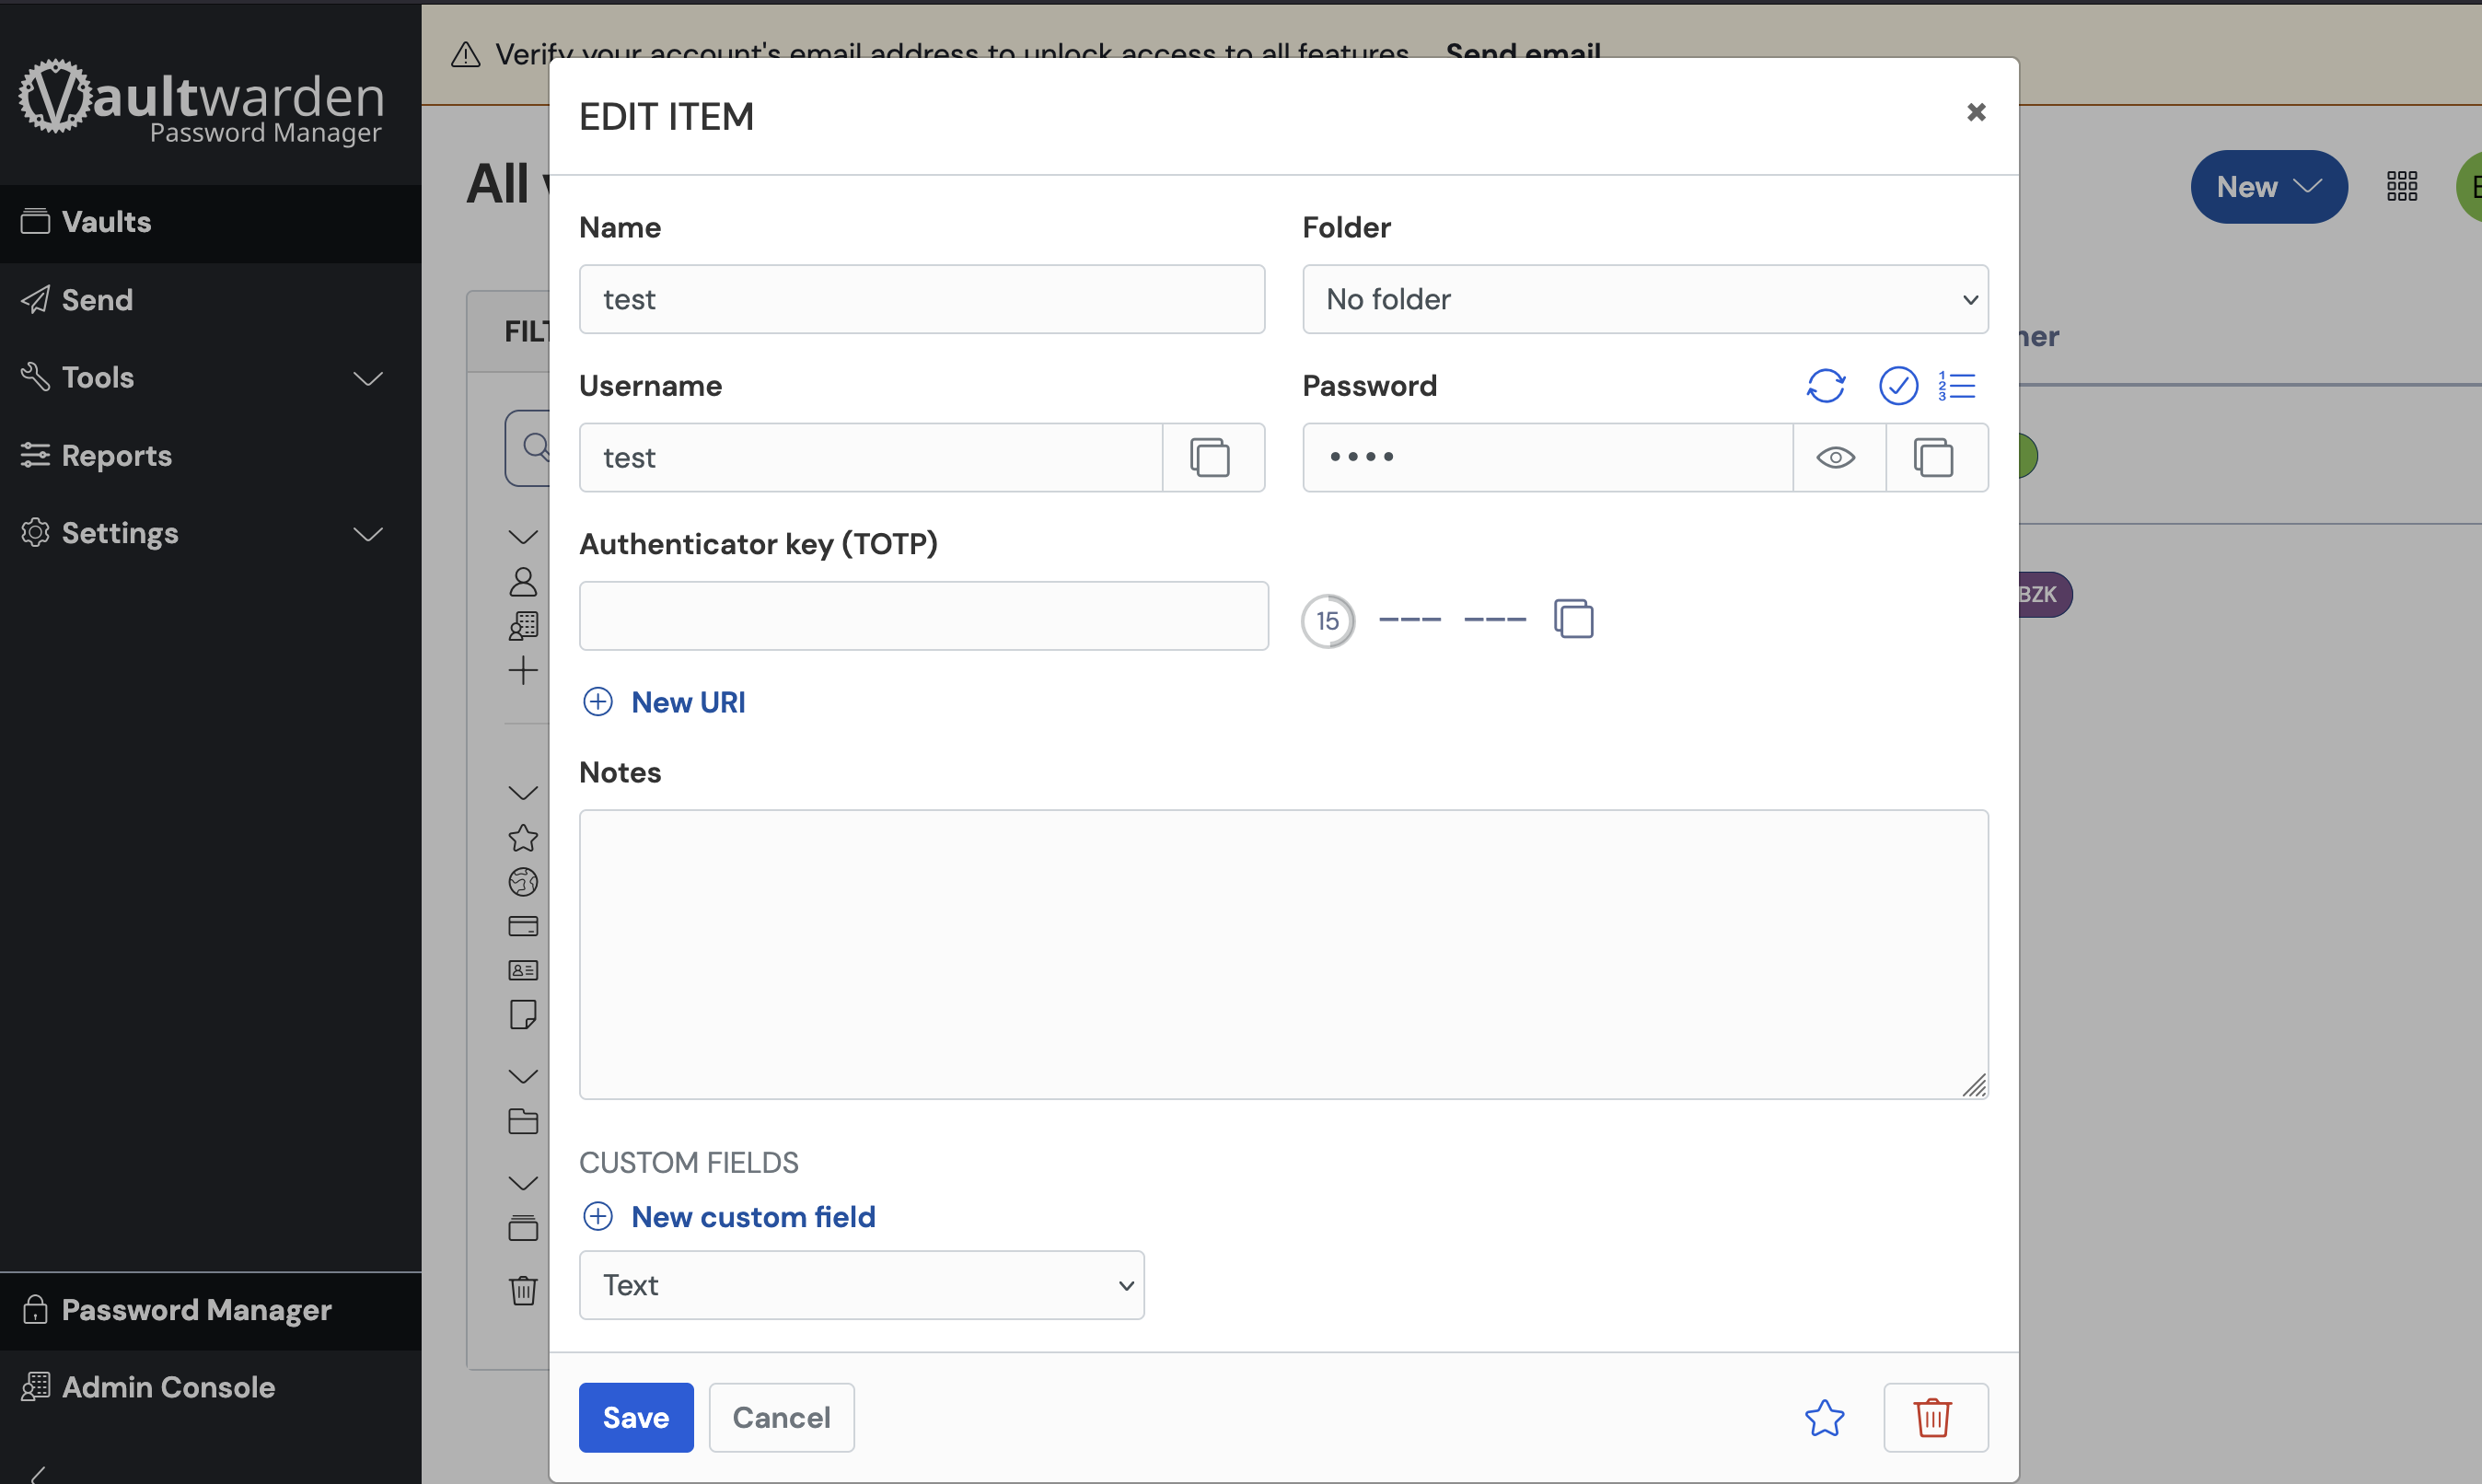 Vaultwarden
Password Manager
Vaults
Send
Tools
Reports
Settings
Password Manager
Admin Console
Verify your account's email address to unlock access to all features. Send email
All
New
EDIT ITEM
Name
Folder
test
No folder
Username
Password
test
Authenticator key (TOTP)
15
New URI
Notes
CUSTOM FIELDS
New custom field
Text
Save
Cancel
BZK